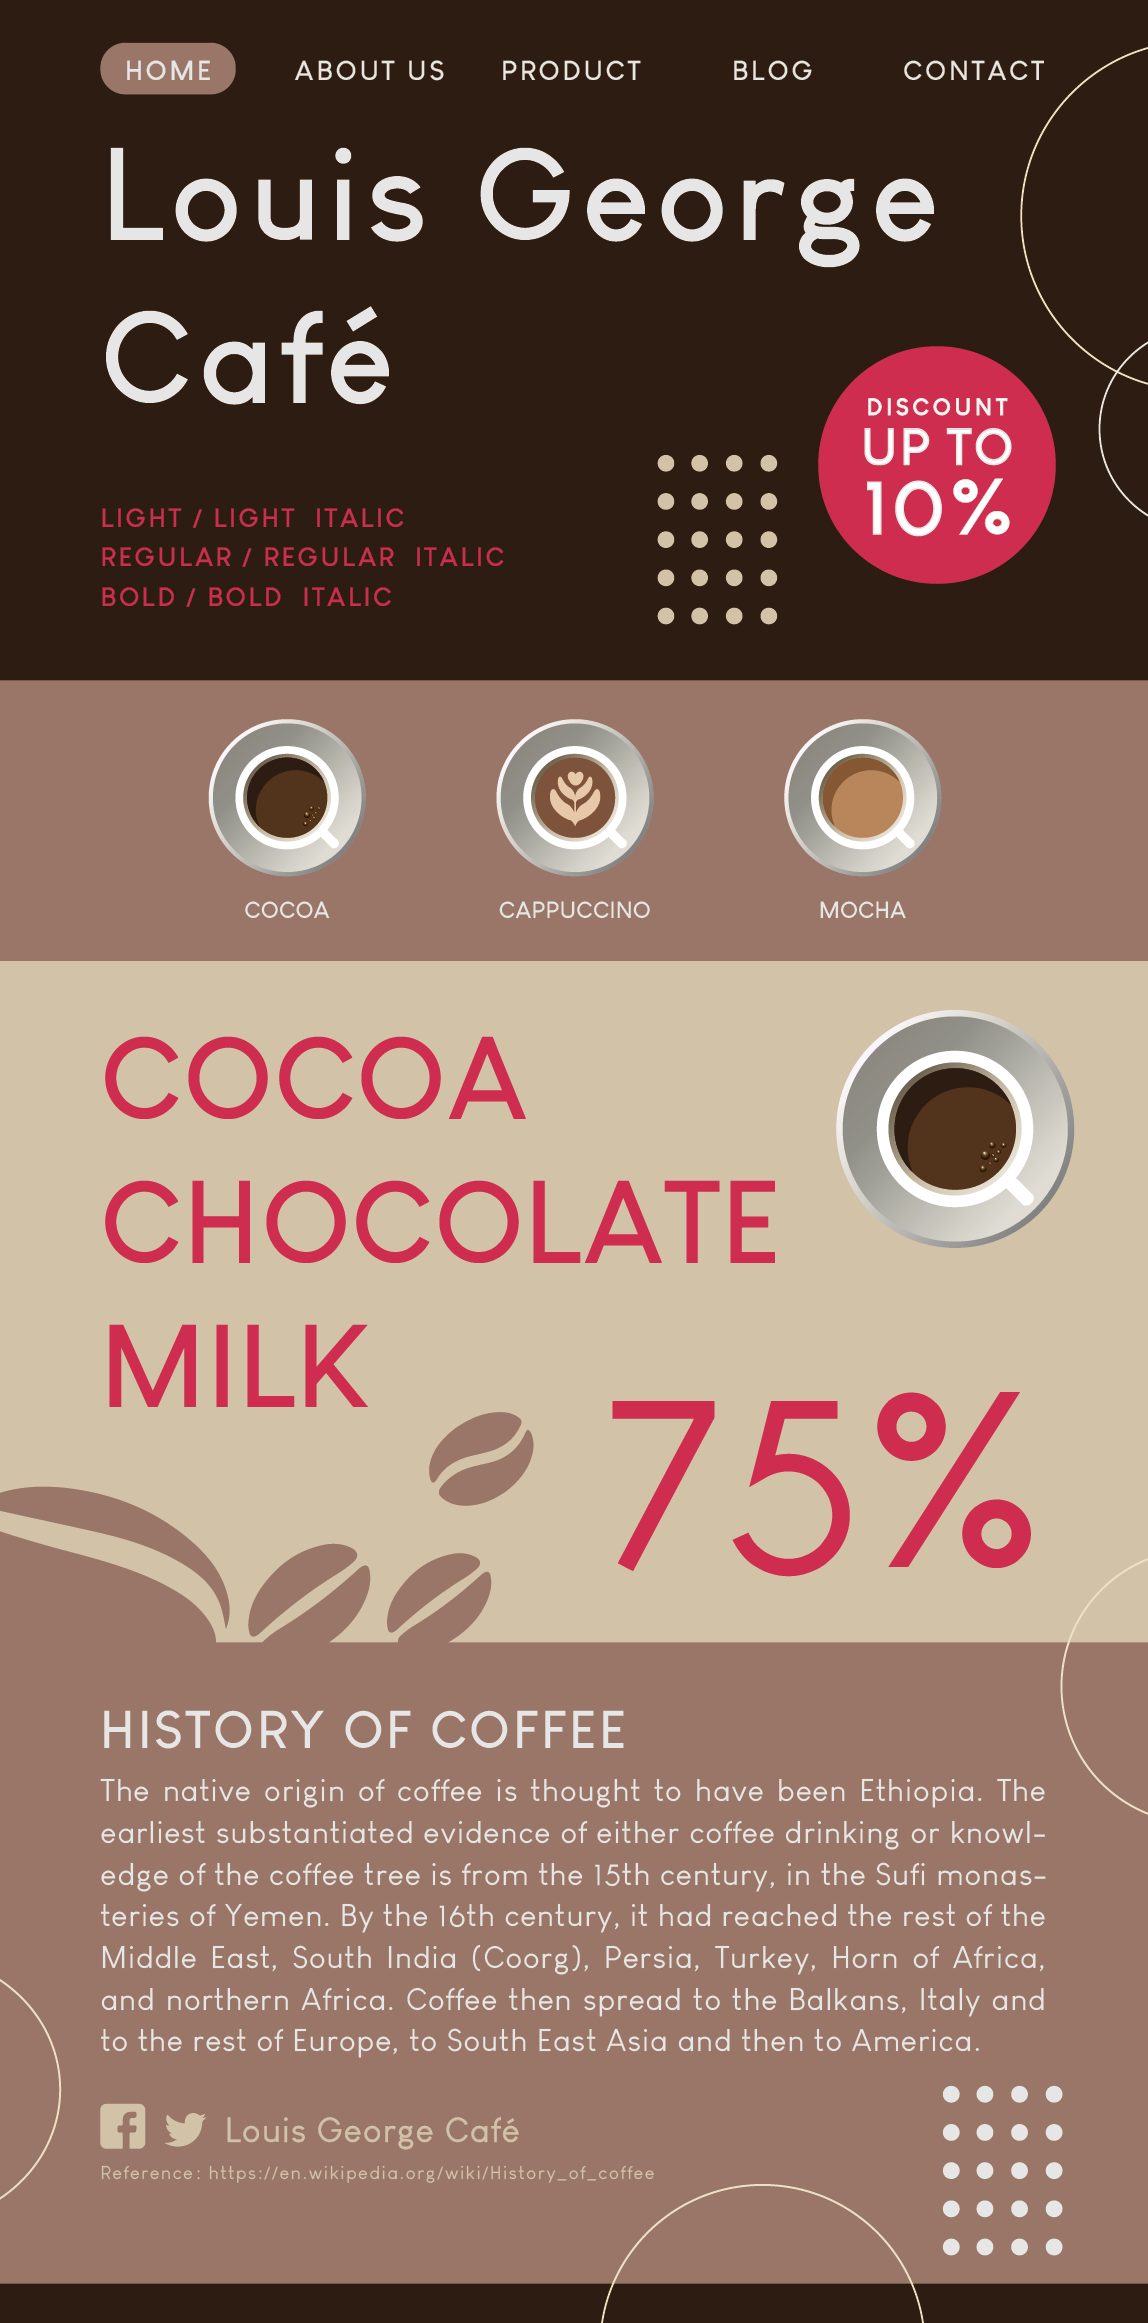 HOME ABOUT US PRODUCT BLOG CONTACT
Louis George
Café
DISCOUNT
UP TO
10%
LIGHT / LIGHT ITALIC
REGULAR / REGULAR ITALIC
BOLD / BOLD ITALIC
COCOA CAPPUCCINO MOCHA
COCOA
CHOCOLATE
MILK
75%
HISTORY OF COFFEE
The native origin of coffee is thought to have been Ethiopia. The
earliest substantiated evidence of either coffee drinking or knowl-
edge of the coffee tree is from the 15th century, in the Sufi monas-
teries of Yemen. By the 16th century, it had reached the rest of the
Middle East, South India (Coorg), Persia, Turkey, Horn of Africa,
and northern Africa. Coffee then spread to the Balkans, Italy and
to the rest of Europe, to South East Asia and then to America.
Louis George Café
Reference: https://en.wikipedia.org/wiki/History_of_coffee